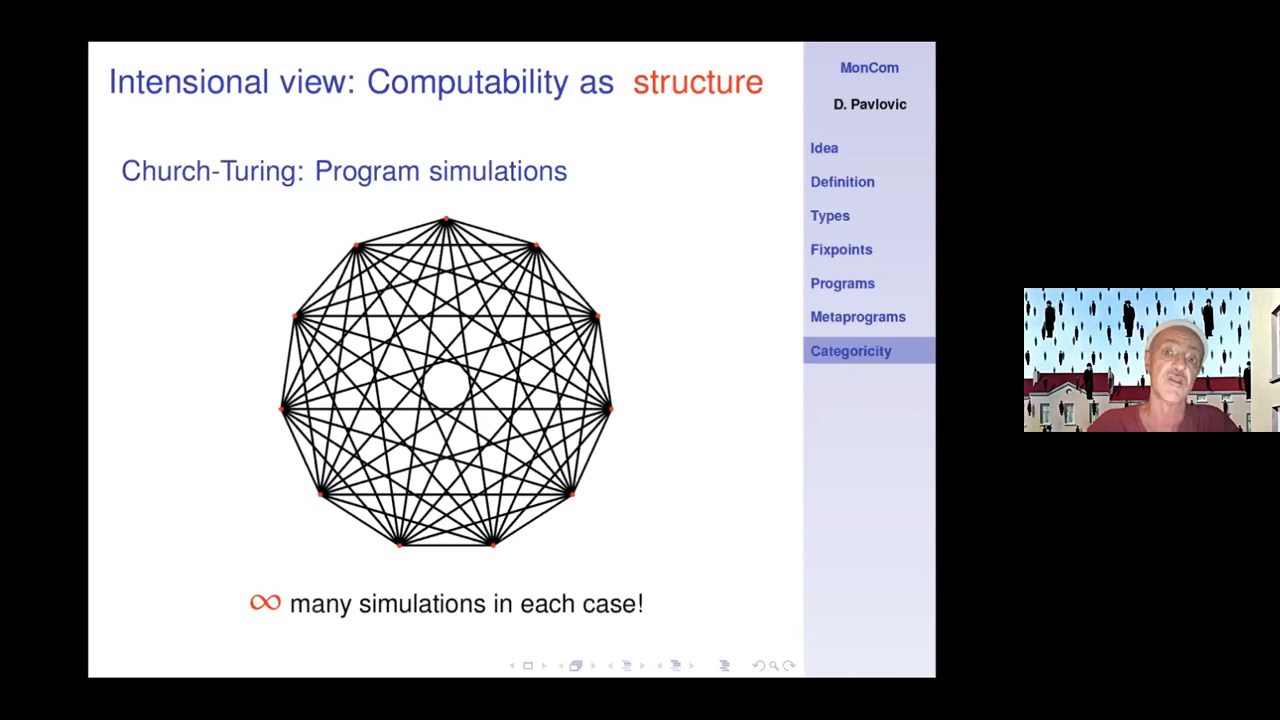 Intensional view: Computability as structure
Church-Turing: Program simulations
∞ many simulations in each case!
MonCom
D. Pavlovic
Idea
Definition
Types
Fixpoints
Programs
Metaprograms
Categoricity